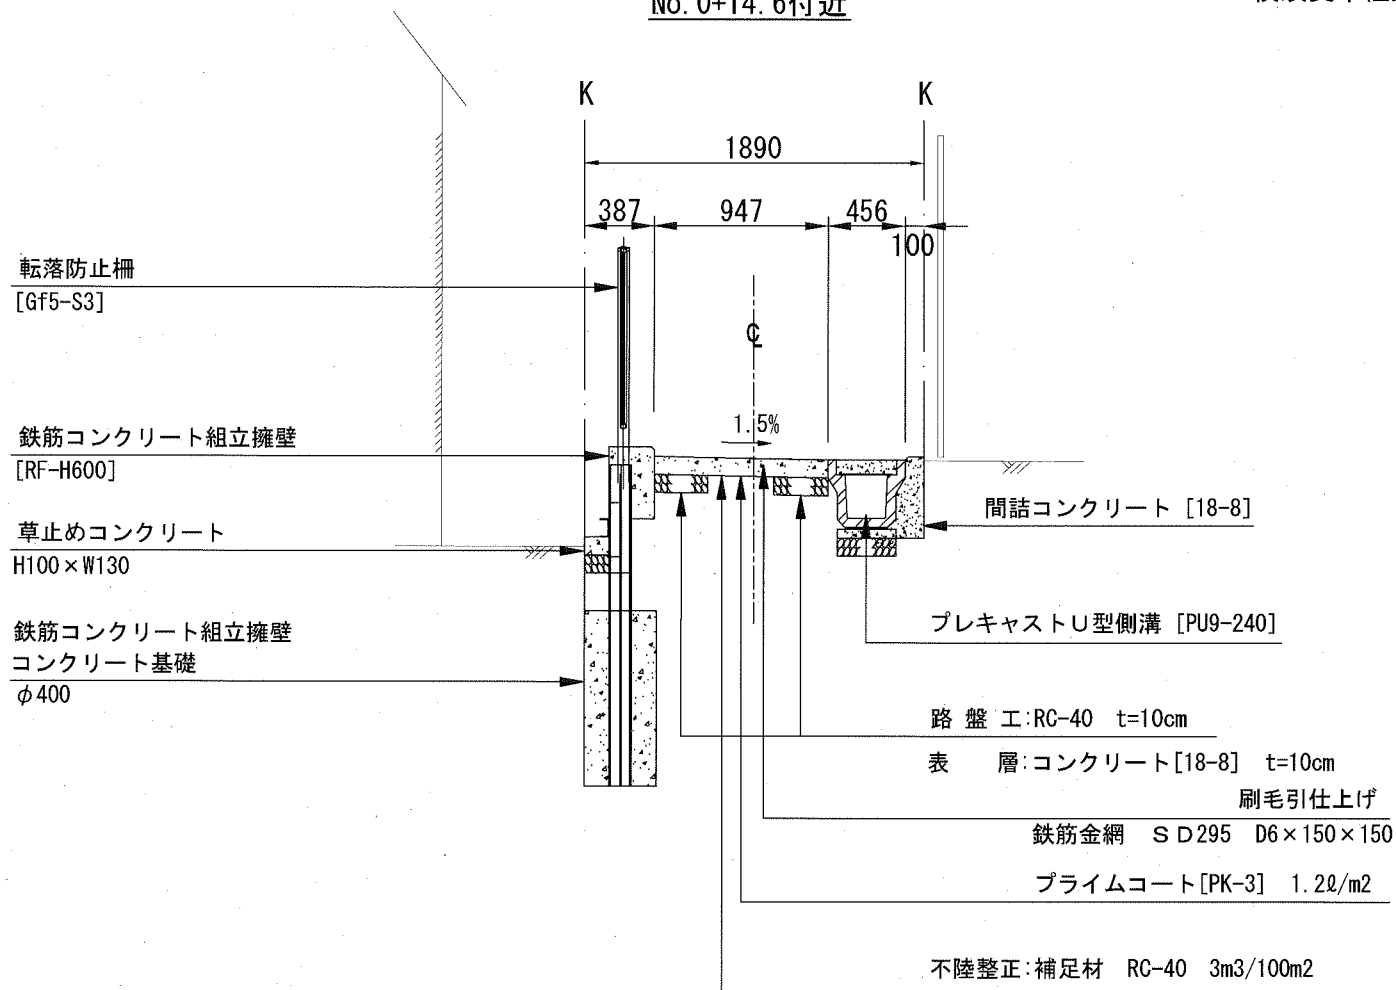 No.0+14.6付近
K
K
1890
387
947
456
100
転落防止柵
[Gf5-S3]
℄
1.5%
鉄筋コンクリート組立擁壁
[RF-H600]
間詰コンクリート [18-8]
草止めコンクリート
H100×W130
プレキャストU型側溝 [PU9-240]
鉄筋コンクリート組立擁壁
コンクリート基礎
φ400
路 盤 工:RC-40 t=10cm
表 層:コンクリート[18-8] t=10cm
刷毛引仕上げ
鉄筋金網 SD295 D6×150×150
プライムコート[PK-3] 1.2ℓ/m2
不陸整正:補足材 RC-40 3m3/100m2